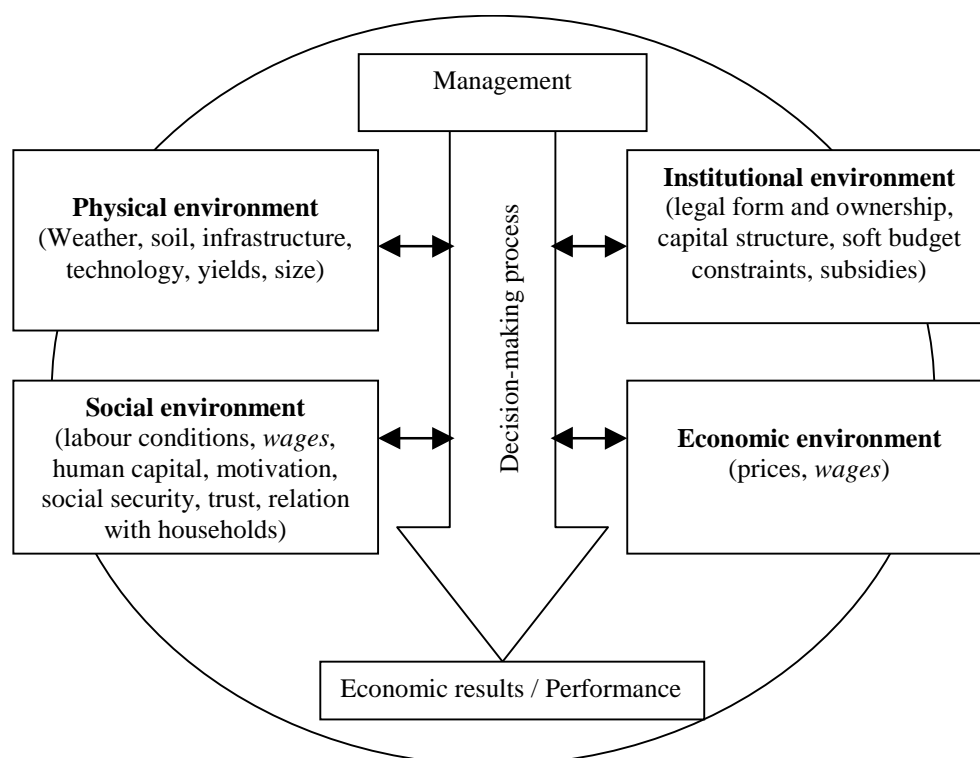 Management
Physical environment
(Weather, soil, infrastructure,
technology, yields, size)
Institutional environment
(legal form and ownership,
capital structure, soft budget
constraints, subsidies)
Decision-making process
Social environment
(labour conditions, wages,
human capital, motivation,
social security, trust, relation
with households)
Economic environment
(prices, wages)
Economic results / Performance